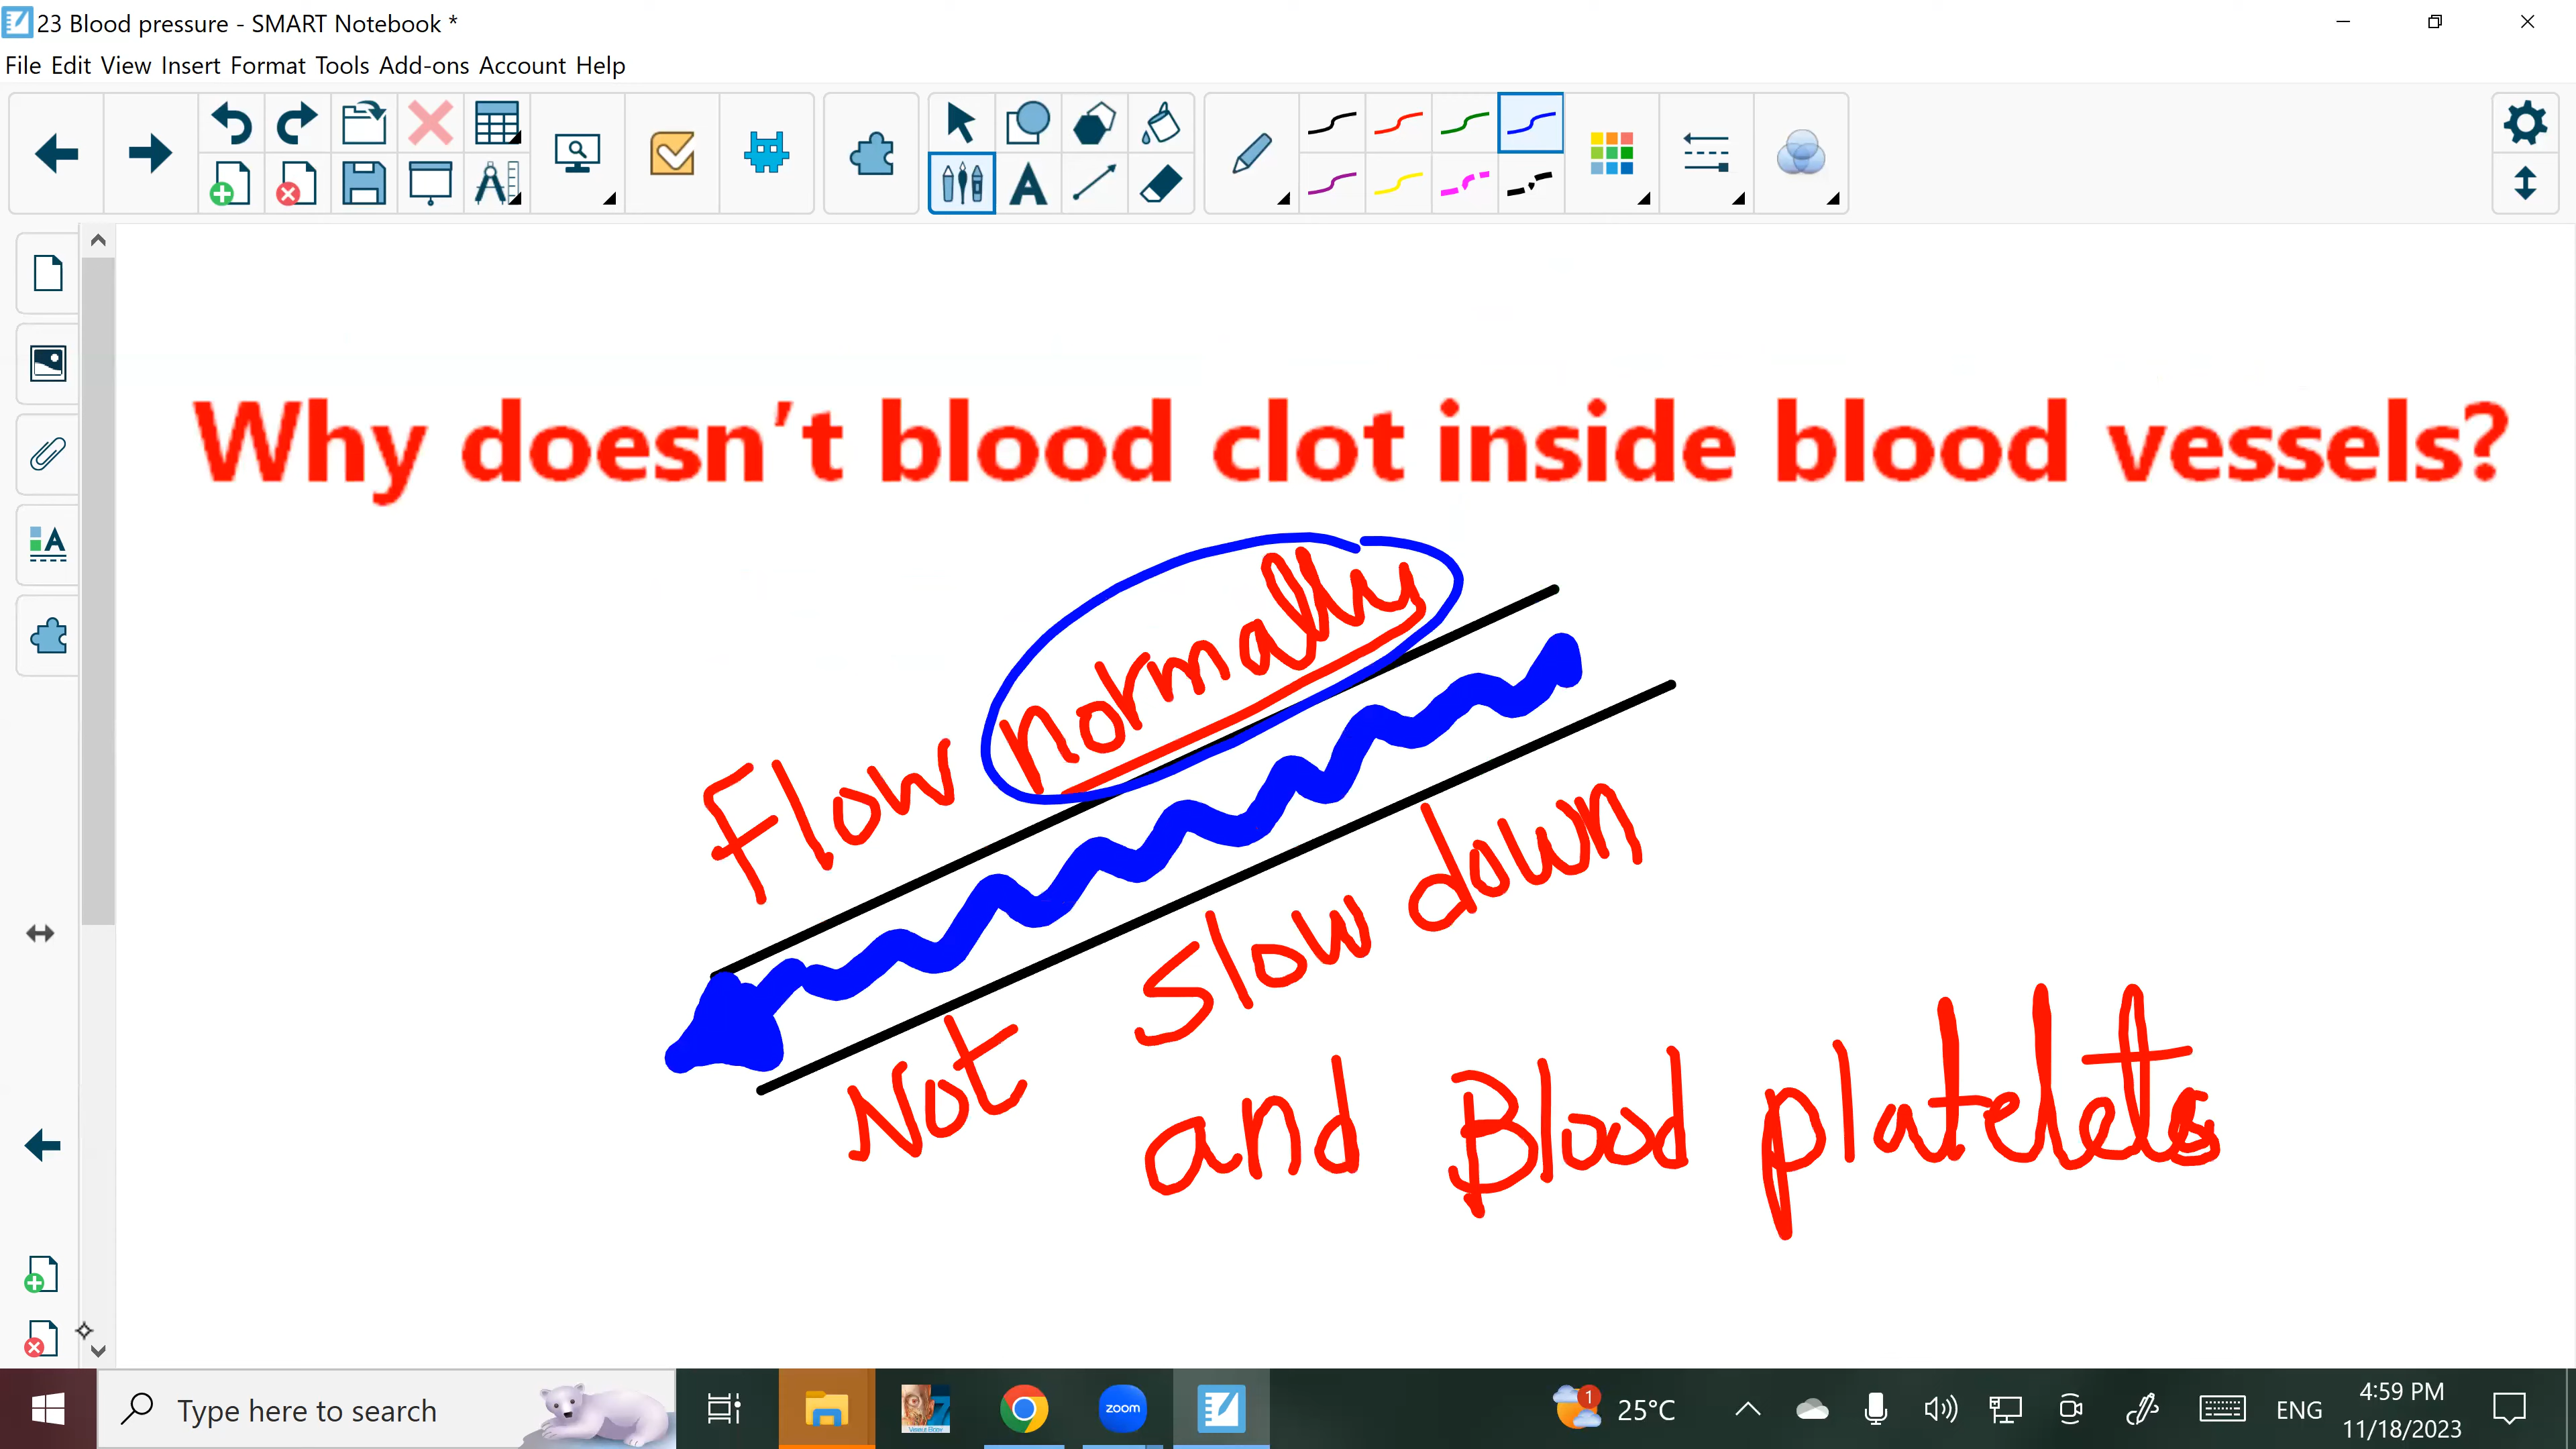 23 Blood pressure - SMART Notebook *
File Edit View Insert Format Tools Add-ons Account Help
Why doesn't blood clot inside blood vessels?
Flow normally
Not slow down
and Blood platelets
Type here to search
zoom
1
25°C
ENG
4:59 PM
11/18/2023